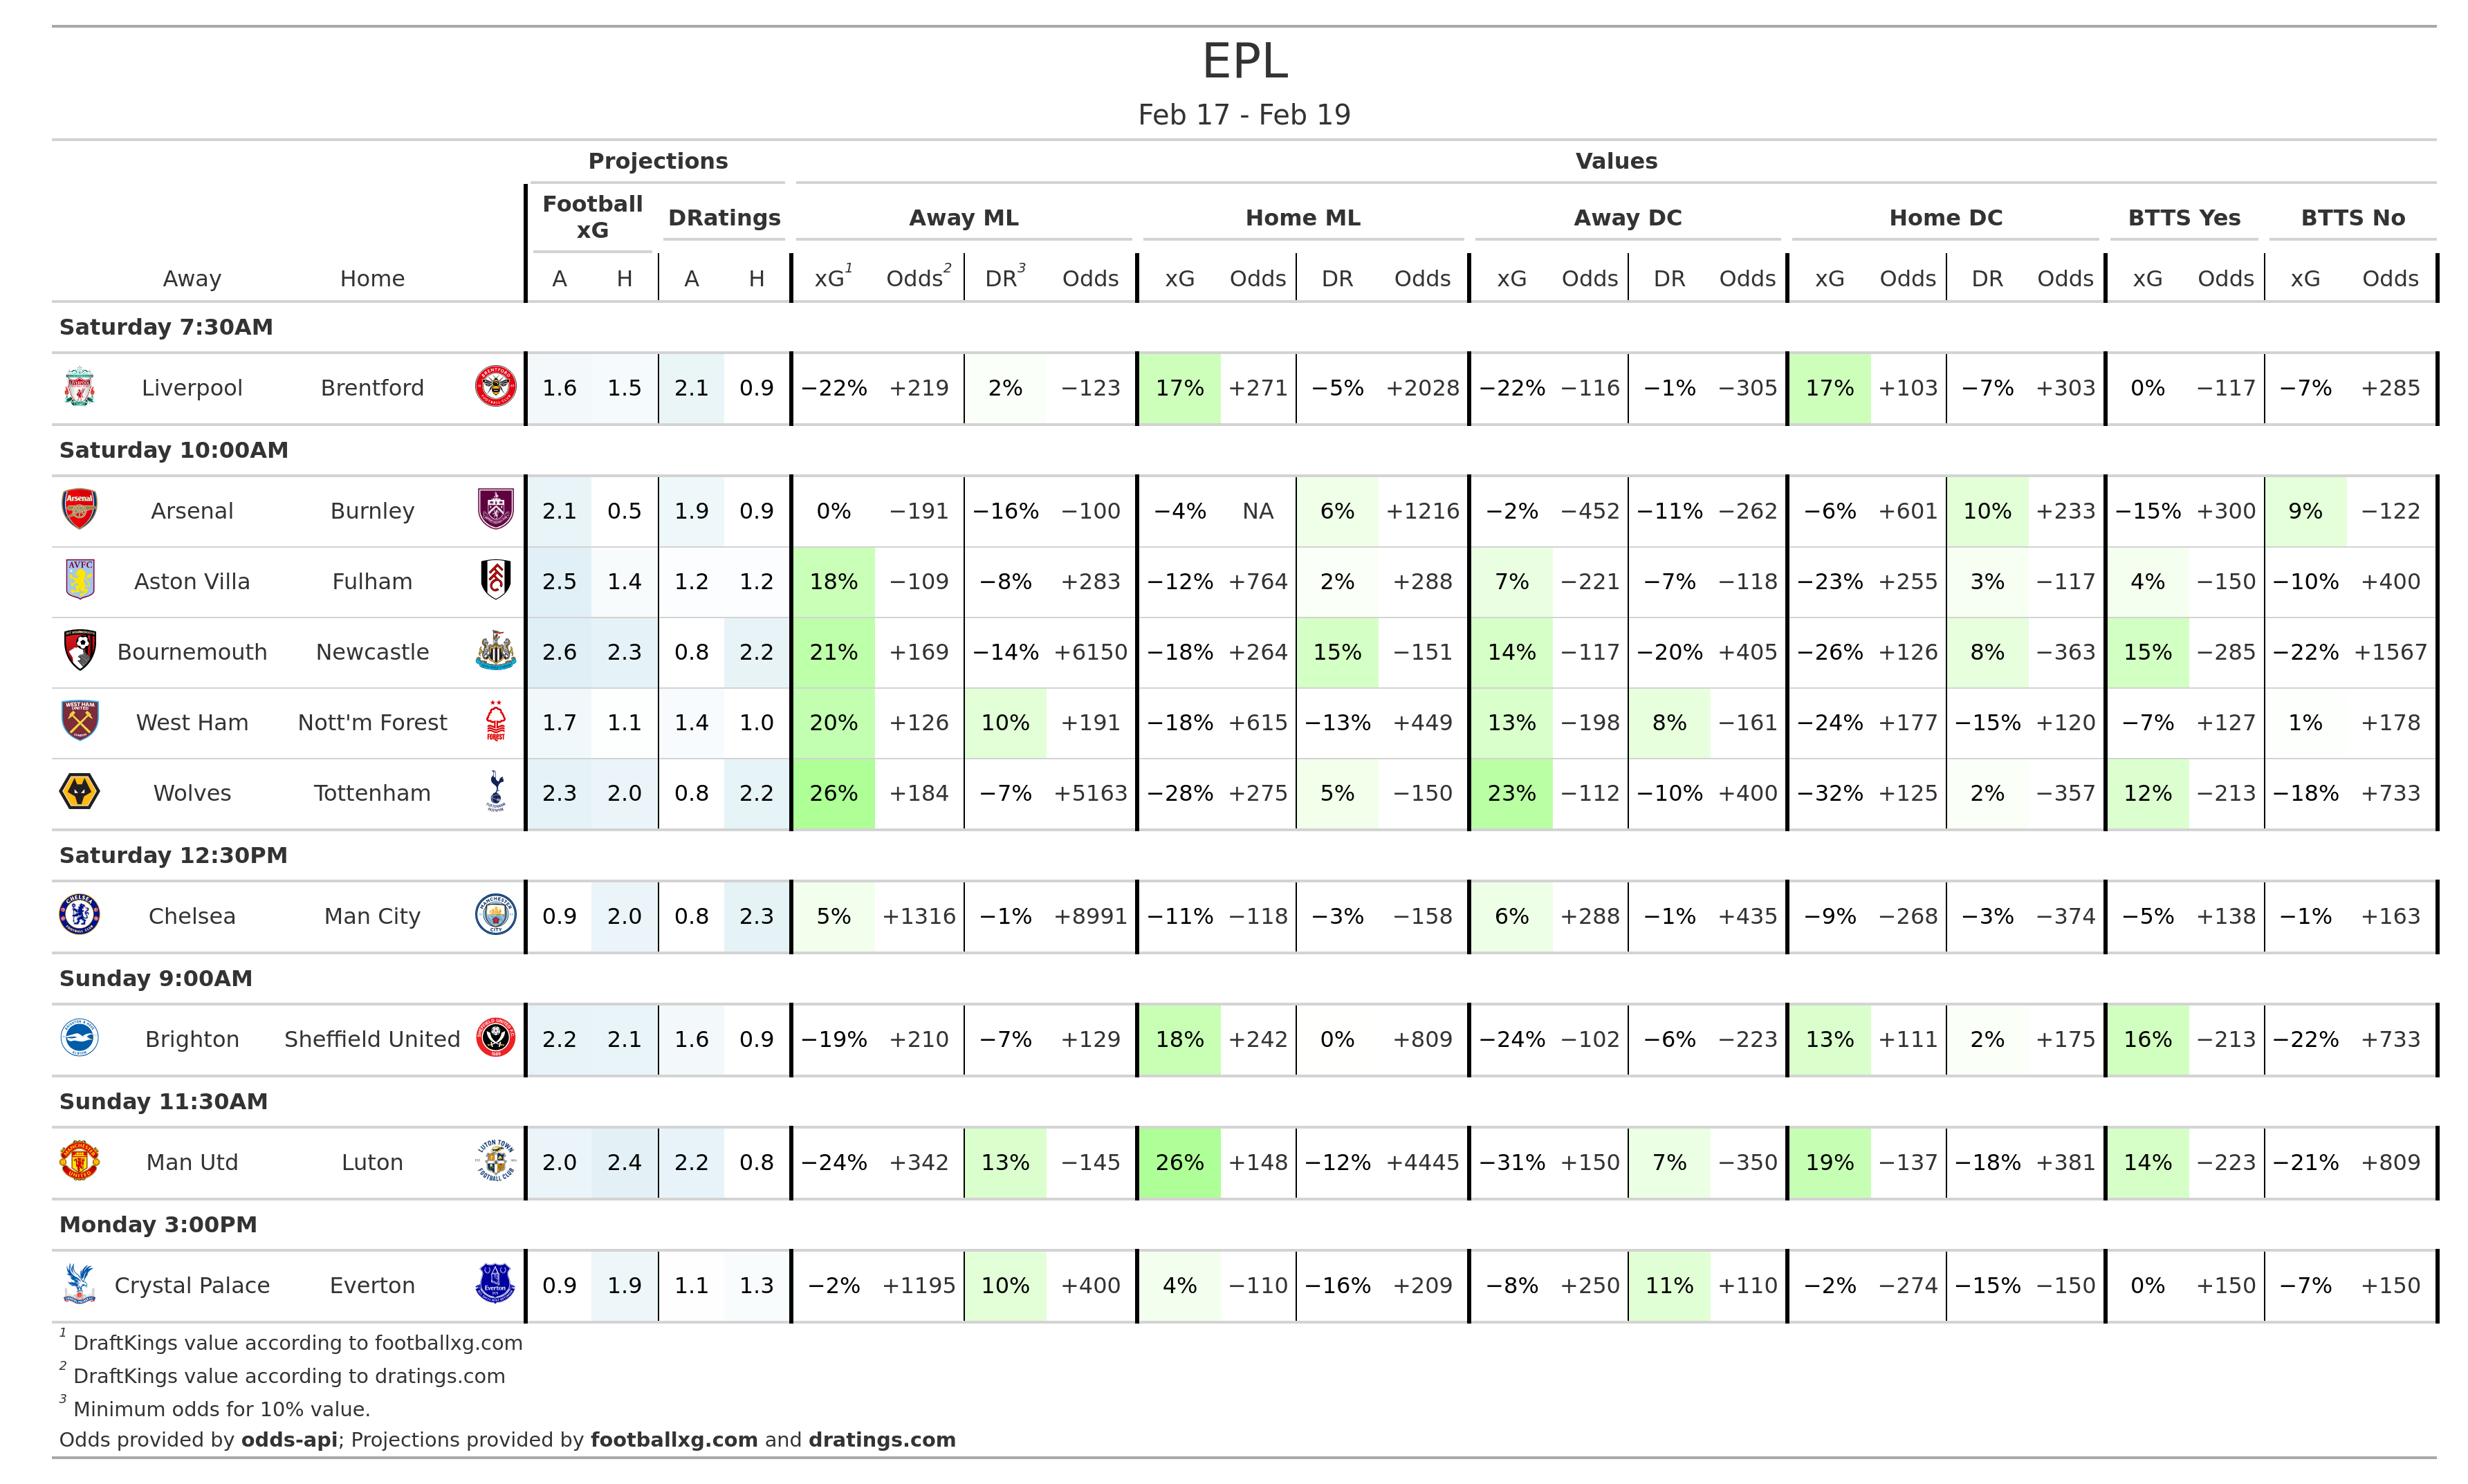 EPL
Feb 17 - Feb 19
Projections Values
Football xG DRatings Away ML Home ML Away DC Home DC BTTS Yes BTTS No
Away Home A H A H xG1 Odds2 DR3 Odds xG Odds DR Odds xG Odds DR Odds xG Odds DR Odds xG Odds xG Odds
Saturday 7:30AM
Liverpool Brentford 1.6 1.5 2.1 0.9 −22% +219 2% −123 17% +271 −5% +2028 −22% −116 −1% −305 17% +103 −7% +303 0% −117 −7% +285
Saturday 10:00AM
Arsenal Burnley 2.1 0.5 1.9 0.9 0% −191 −16% −100 −4% NA 6% +1216 −2% −452 −11% −262 −6% +601 10% +233 −15% +300 9% −122
Aston Villa Fulham 2.5 1.4 1.2 1.2 18% −109 −8% +283 −12% +764 2% +288 7% −221 −7% −118 −23% +255 3% −117 4% −150 −10% +400
Bournemouth Newcastle 2.6 2.3 0.8 2.2 21% +169 −14% +6150 −18% +264 15% −151 14% −117 −20% +405 −26% +126 8% −363 15% −285 −22% +1567
West Ham Nott'm Forest 1.7 1.1 1.4 1.0 20% +126 10% +191 −18% +615 −13% +449 13% −198 8% −161 −24% +177 −15% +120 −7% +127 1% +178
Wolves Tottenham 2.3 2.0 0.8 2.2 26% +184 −7% +5163 −28% +275 5% −150 23% −112 −10% +400 −32% +125 2% −357 12% −213 −18% +733
Saturday 12:30PM
Chelsea Man City 0.9 2.0 0.8 2.3 5% +1316 −1% +8991 −11% −118 −3% −158 6% +288 −1% +435 −9% −268 −3% −374 −5% +138 −1% +163
Sunday 9:00AM
Brighton Sheffield United 2.2 2.1 1.6 0.9 −19% +210 −7% +129 18% +242 0% +809 −24% −102 −6% −223 13% +111 2% +175 16% −213 −22% +733
Sunday 11:30AM
Man Utd Luton 2.0 2.4 2.2 0.8 −24% +342 13% −145 26% +148 −12% +4445 −31% +150 7% −350 19% −137 −18% +381 14% −223 −21% +809
Monday 3:00PM
Crystal Palace Everton 0.9 1.9 1.1 1.3 −2% +1195 10% +400 4% −110 −16% +209 −8% +250 11% +110 −2% −274 −15% −150 0% +150 −7% +150
1 DraftKings value according to footballxg.com
2 DraftKings value according to dratings.com
3 Minimum odds for 10% value.
Odds provided by odds-api; Projections provided by footballxg.com and dratings.com